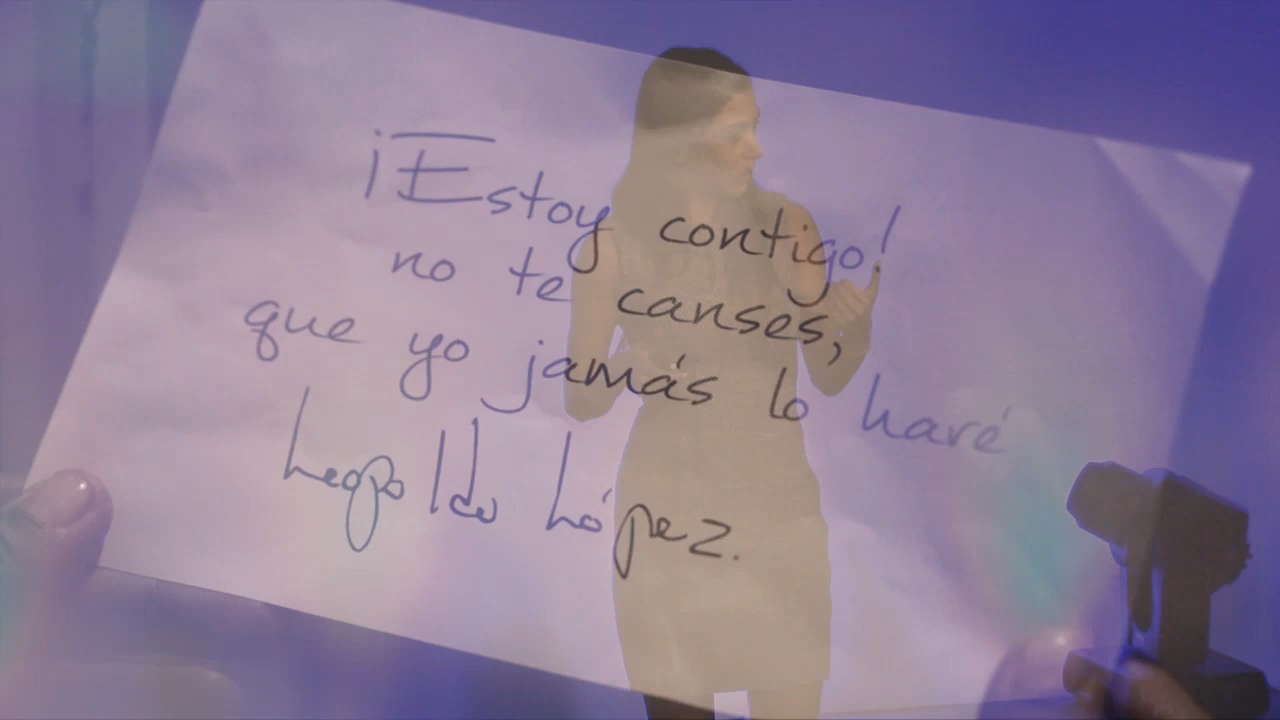 ¡Estoy contigo!
no te canses,
que yo jamás lo haré
Leopoldo López.